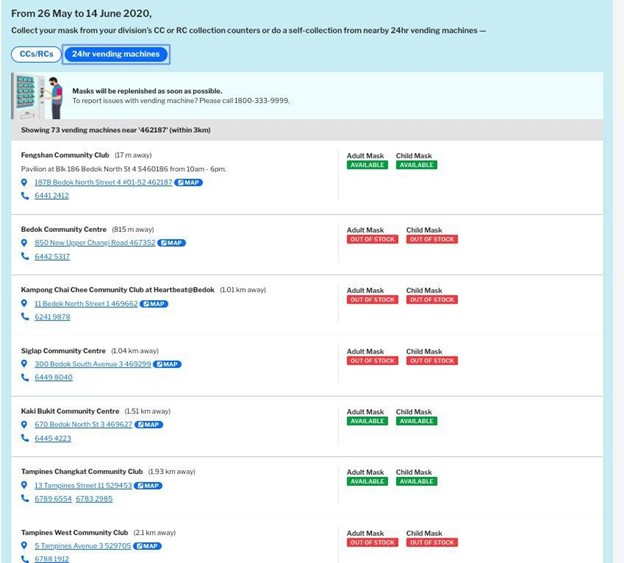 From 26 May to 14 June 2020,
Collect your mask from your division's CC or RC collection counters or do a self-collection from nearby 24hr vending machines —
CCs/RCs 24hr vending machines
Masks will be replenished as soon as possible.
To report issues with vending machine? Please call 1800-333-9999.
Showing 73 vending machines near '462187' (within 3km)
Fengshan Community Club (17 m away)
Pavilion at Blk 186 Bedok North St 4 S460186 from 10am - 6pm.
187B Bedok North Street 4 #01-52 462187 MAP
6441 2412
Adult Mask Child Mask
AVAILABLE AVAILABLE
Bedok Community Centre (815 m away)
850 New Upper Changi Road 467352 MAP
6442 5317
Adult Mask Child Mask
OUT OF STOCK OUT OF STOCK
Kampong Chai Chee Community Club at Heartbeat@Bedok (1.01 km away)
11 Bedok North Street 1 469662 MAP
6241 9878
Adult Mask Child Mask
OUT OF STOCK OUT OF STOCK
Siglap Community Centre (1.04 km away)
300 Bedok South Avenue 3 469299 MAP
6449 8040
Adult Mask Child Mask
OUT OF STOCK OUT OF STOCK
Kaki Bukit Community Centre (1.51 km away)
670 Bedok North St 3 469627 MAP
6445 4223
Adult Mask Child Mask
AVAILABLE AVAILABLE
Tampines Changkat Community Club (1.93 km away)
13 Tampines Street 11 529453 MAP
6789 6554 6783 2985
Adult Mask Child Mask
AVAILABLE AVAILABLE
Tampines West Community Club (2.1 km away)
5 Tampines Avenue 3 529705 MAP
6788 1912
Adult Mask Child Mask
OUT OF STOCK OUT OF STOCK